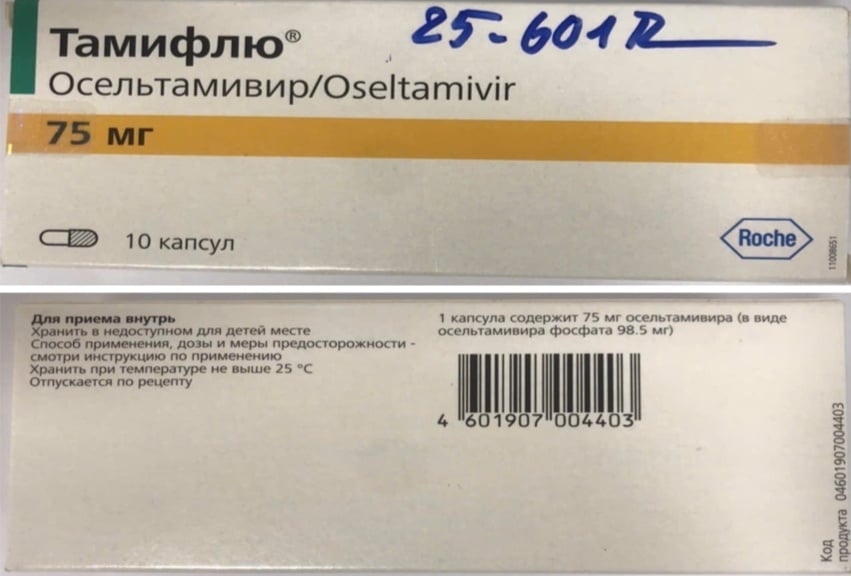 25-601R
Тамифлю®
Осельтамивир/Oseltamivir
75 мг
10 капсул
Roche
11008651
Для приема внутрь
Хранить в недоступном для детей месте
Способ применения, дозы и меры предосторожности -
смотри инструкцию по применению
Хранить при температуре не выше 25 °C
Отпускается по рецепту
1 капсула содержит 75 мг осельтамивира (в виде
осельтамивира фосфата 98.5 мг)
4 601907 004403
Код
продукта 04601907004403